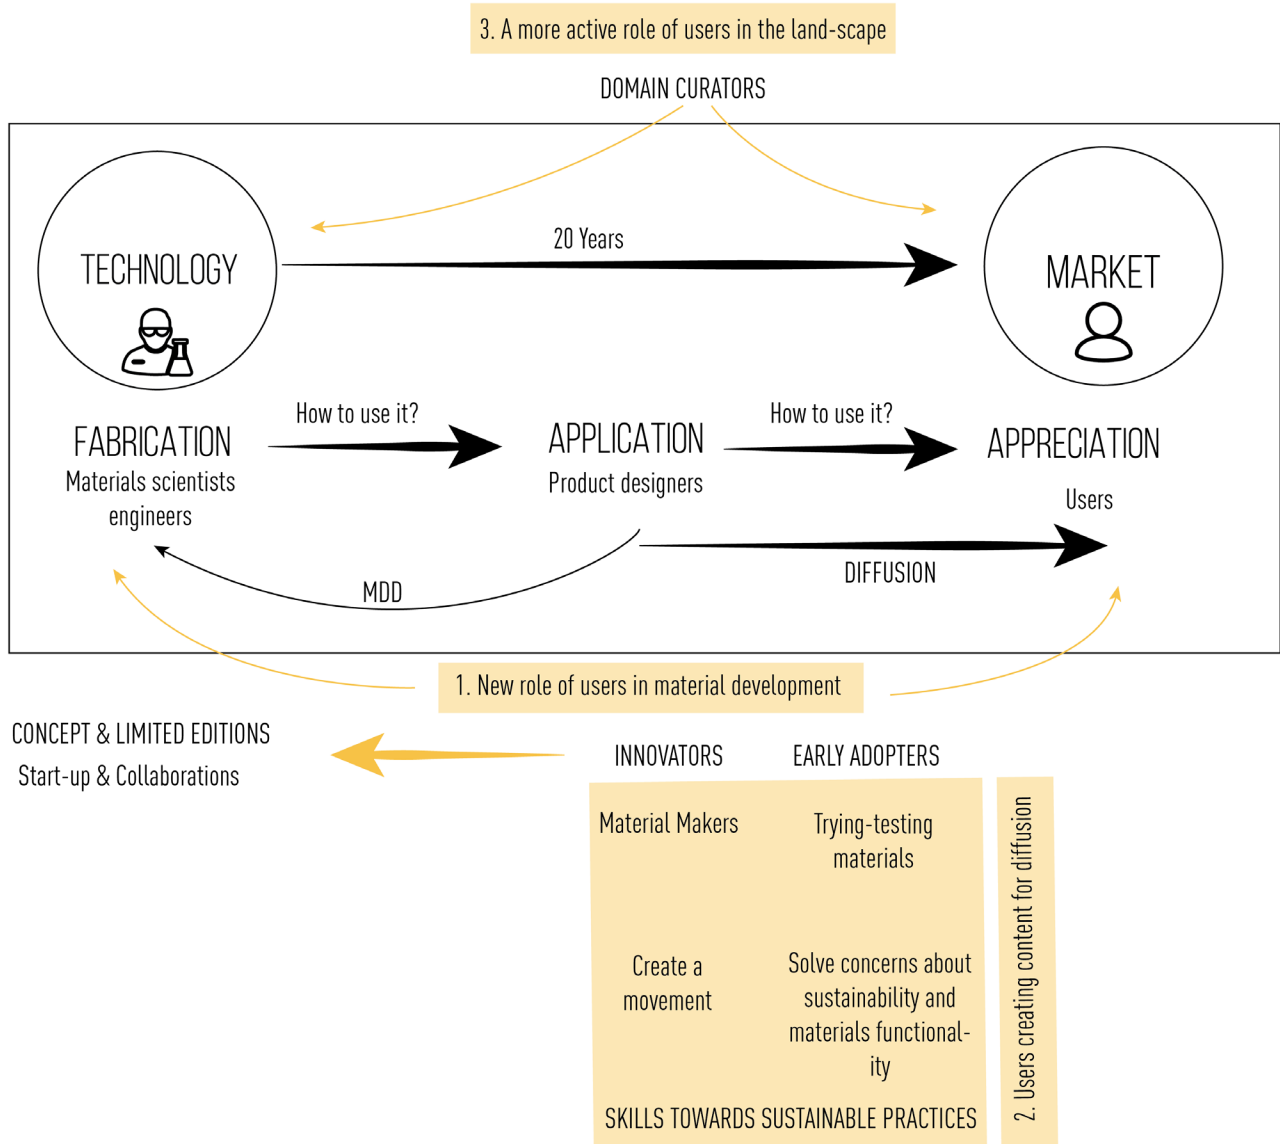 3. A more active role of users in the land-scape
DOMAIN CURATORS
20 Years
TECHNOLOGY
MARKET
How to use it?
How to use it?
FABRICATION
APPLICATION
APPRECIATION
Materials scientists
engineers
Product designers
Users
DIFFUSION
MDD
1. New role of users in material development
CONCEPT & LIMITED EDITIONS
Start-up & Collaborations
INNOVATORS
EARLY ADOPTERS
Material Makers
Trying-testing
materials
Create a
movement
Solve concerns about
sustainability and
materials functional-
ity
SKILLS TOWARDS SUSTAINABLE PRACTICES
2. Users creating content for diffusion